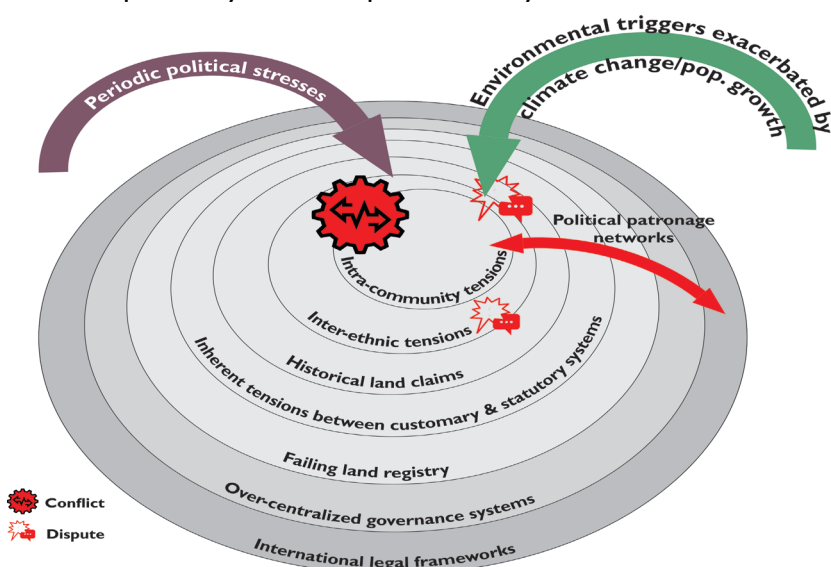 Periodic political stresses
Environmental triggers exacerbated by
climate change/pop. growth
Political patronage
networks
Intra-community tensions
Inter-ethnic tensions
Historical land claims
Inherent tensions between customary & statutory systems
Failing land registry
Over-centralized governance systems
International legal frameworks
Conflict
Dispute